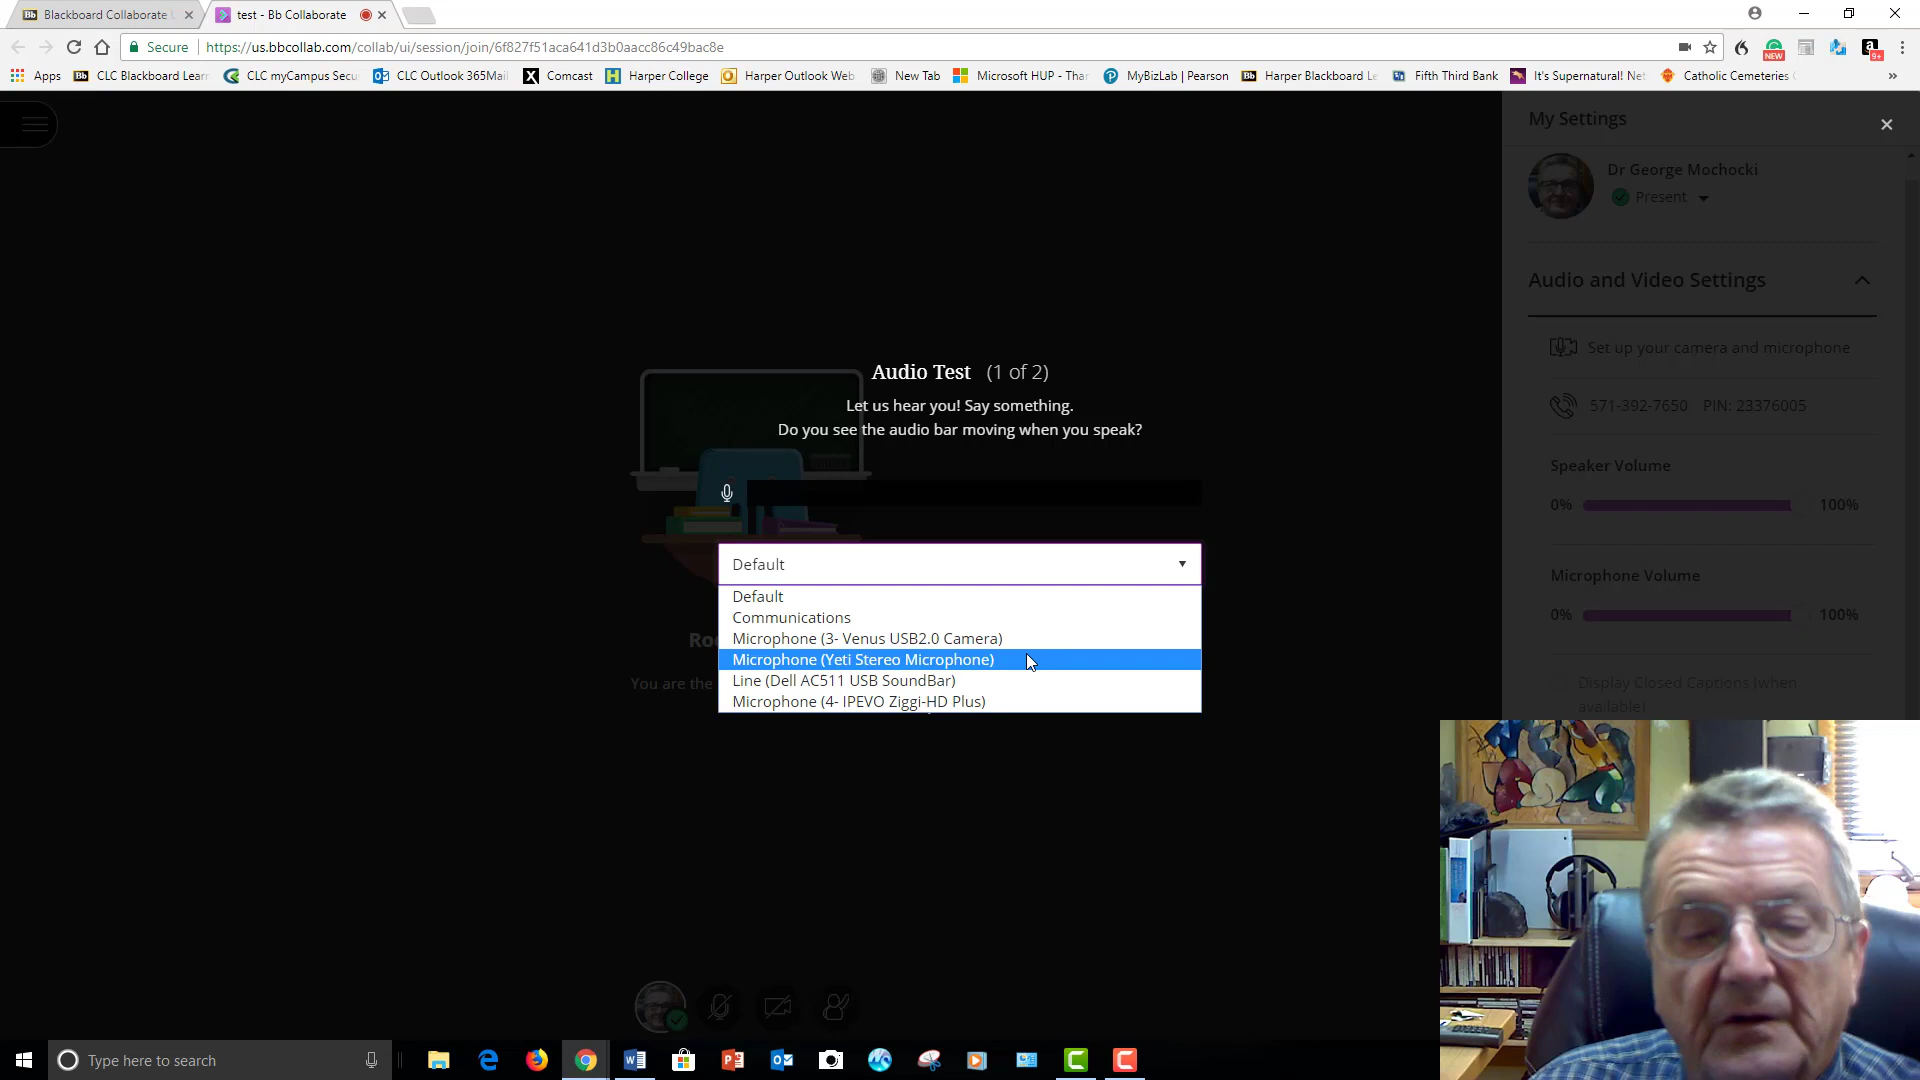 Blackboard Collaborate
test - Bb Collaborate
Secure
https://us.bbcollab.com/collab/ui/session/join/6f827f51aca641d3b0aacc86c49bac8e
NEW
9+
Apps
Bb
CLC Blackboard Lear
CLC myCampus Secu
CLC Outlook 365Mail
Comcast
Harper College
Harper Outlook Web
New Tab
Microsoft HUP - Tha
MyBizLab | Pearson
Harper Blackboard Le
Fifth Third Bank
It's Supernatural! Net
Catholic Cemeteries
My Settings
Dr George Mochocki
Present
Audio and Video Settings
Set up your camera and microphone
571-392-7650 PIN: 23376005
Speaker Volume
0% 100%
Microphone Volume
0% 100%
Display Closed Captions (when
available)
Audio Test (1 of 2)
Let us hear you! Say something.
Do you see the audio bar moving when you speak?
Default
Default
Communications
Microphone (3- Venus USB2.0 Camera)
Microphone (Yeti Stereo Microphone)
Line (Dell AC511 USB SoundBar)
Microphone (4- IPEVO Ziggi-HD Plus)
You are the
Type here to search